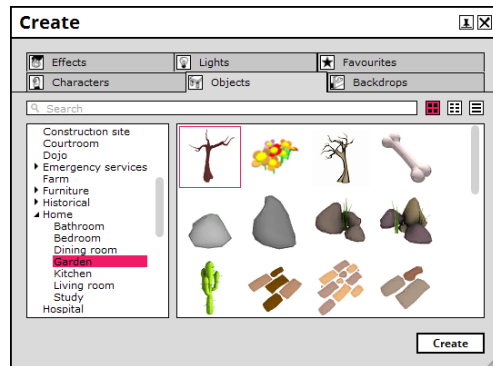 Create
Effects
Lights
Favourites
Characters
Objects
Backdrops
Search
Construction site
Courtroom
Dojo
Emergency services
Farm
Furniture
Historical
Home
Bathroom
Bedroom
Dining room
Garden
Kitchen
Living room
Study
Hospital
Create